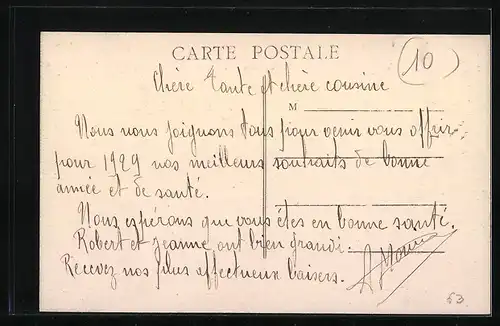 CARTE POSTALE
(10)
Chère Tante et chère cousine
M
Nous nous joignons tous pour venir vous offrir
pour 1929 nos meilleurs souhaits de bonne
année et de santé.
Nous espérons que vous êtes en bonne santé.
Robert et Jeanne ont bien grandi.
Recevez nos plus affectueux baisers.
63